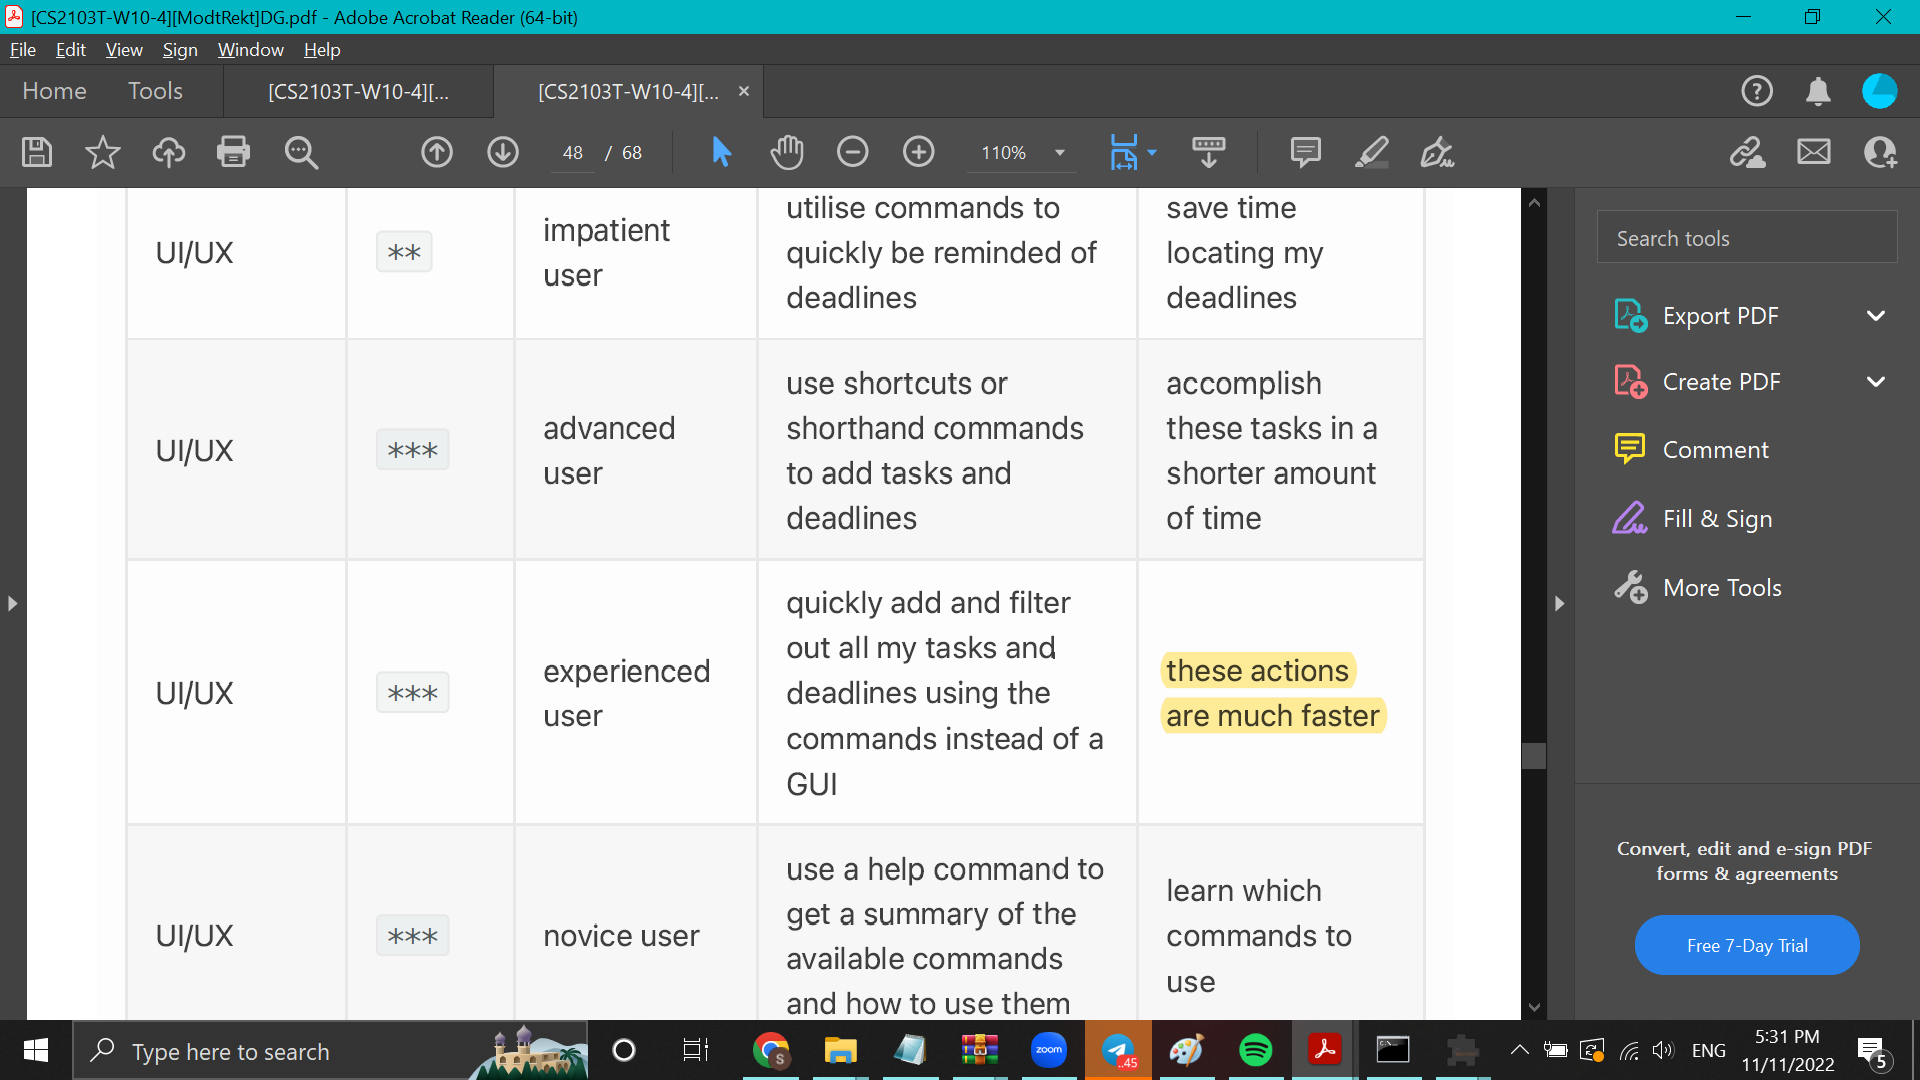 [CS2103T-W10-4][ModtRekt]DG.pdf - Adobe Acrobat Reader (64-bit)
File Edit View Sign Window Help
Home Tools [CS2103T-W10-4][... [CS2103T-W10-4][...
48 / 68 110%
UI/UX
**
impatient
user
utilise commands to
quickly be reminded of
deadlines
save time
locating my
deadlines
UI/UX
***
advanced
user
use shortcuts or
shorthand commands
to add tasks and
deadlines
accomplish
these tasks in a
shorter amount
of time
UI/UX
***
experienced
user
quickly add and filter
out all my tasks and
deadlines using the
commands instead of a
GUI
these actions
are much faster
UI/UX
***
novice user
use a help command to
get a summary of the
available commands
and how to use them
learn which
commands to
use
Search tools
Export PDF
Create PDF
Comment
Fill & Sign
More Tools
Convert, edit and e-sign PDF
forms & agreements
Free 7-Day Trial
Type here to search
S
zoom
..45
ENG
5:31 PM
11/11/2022
5